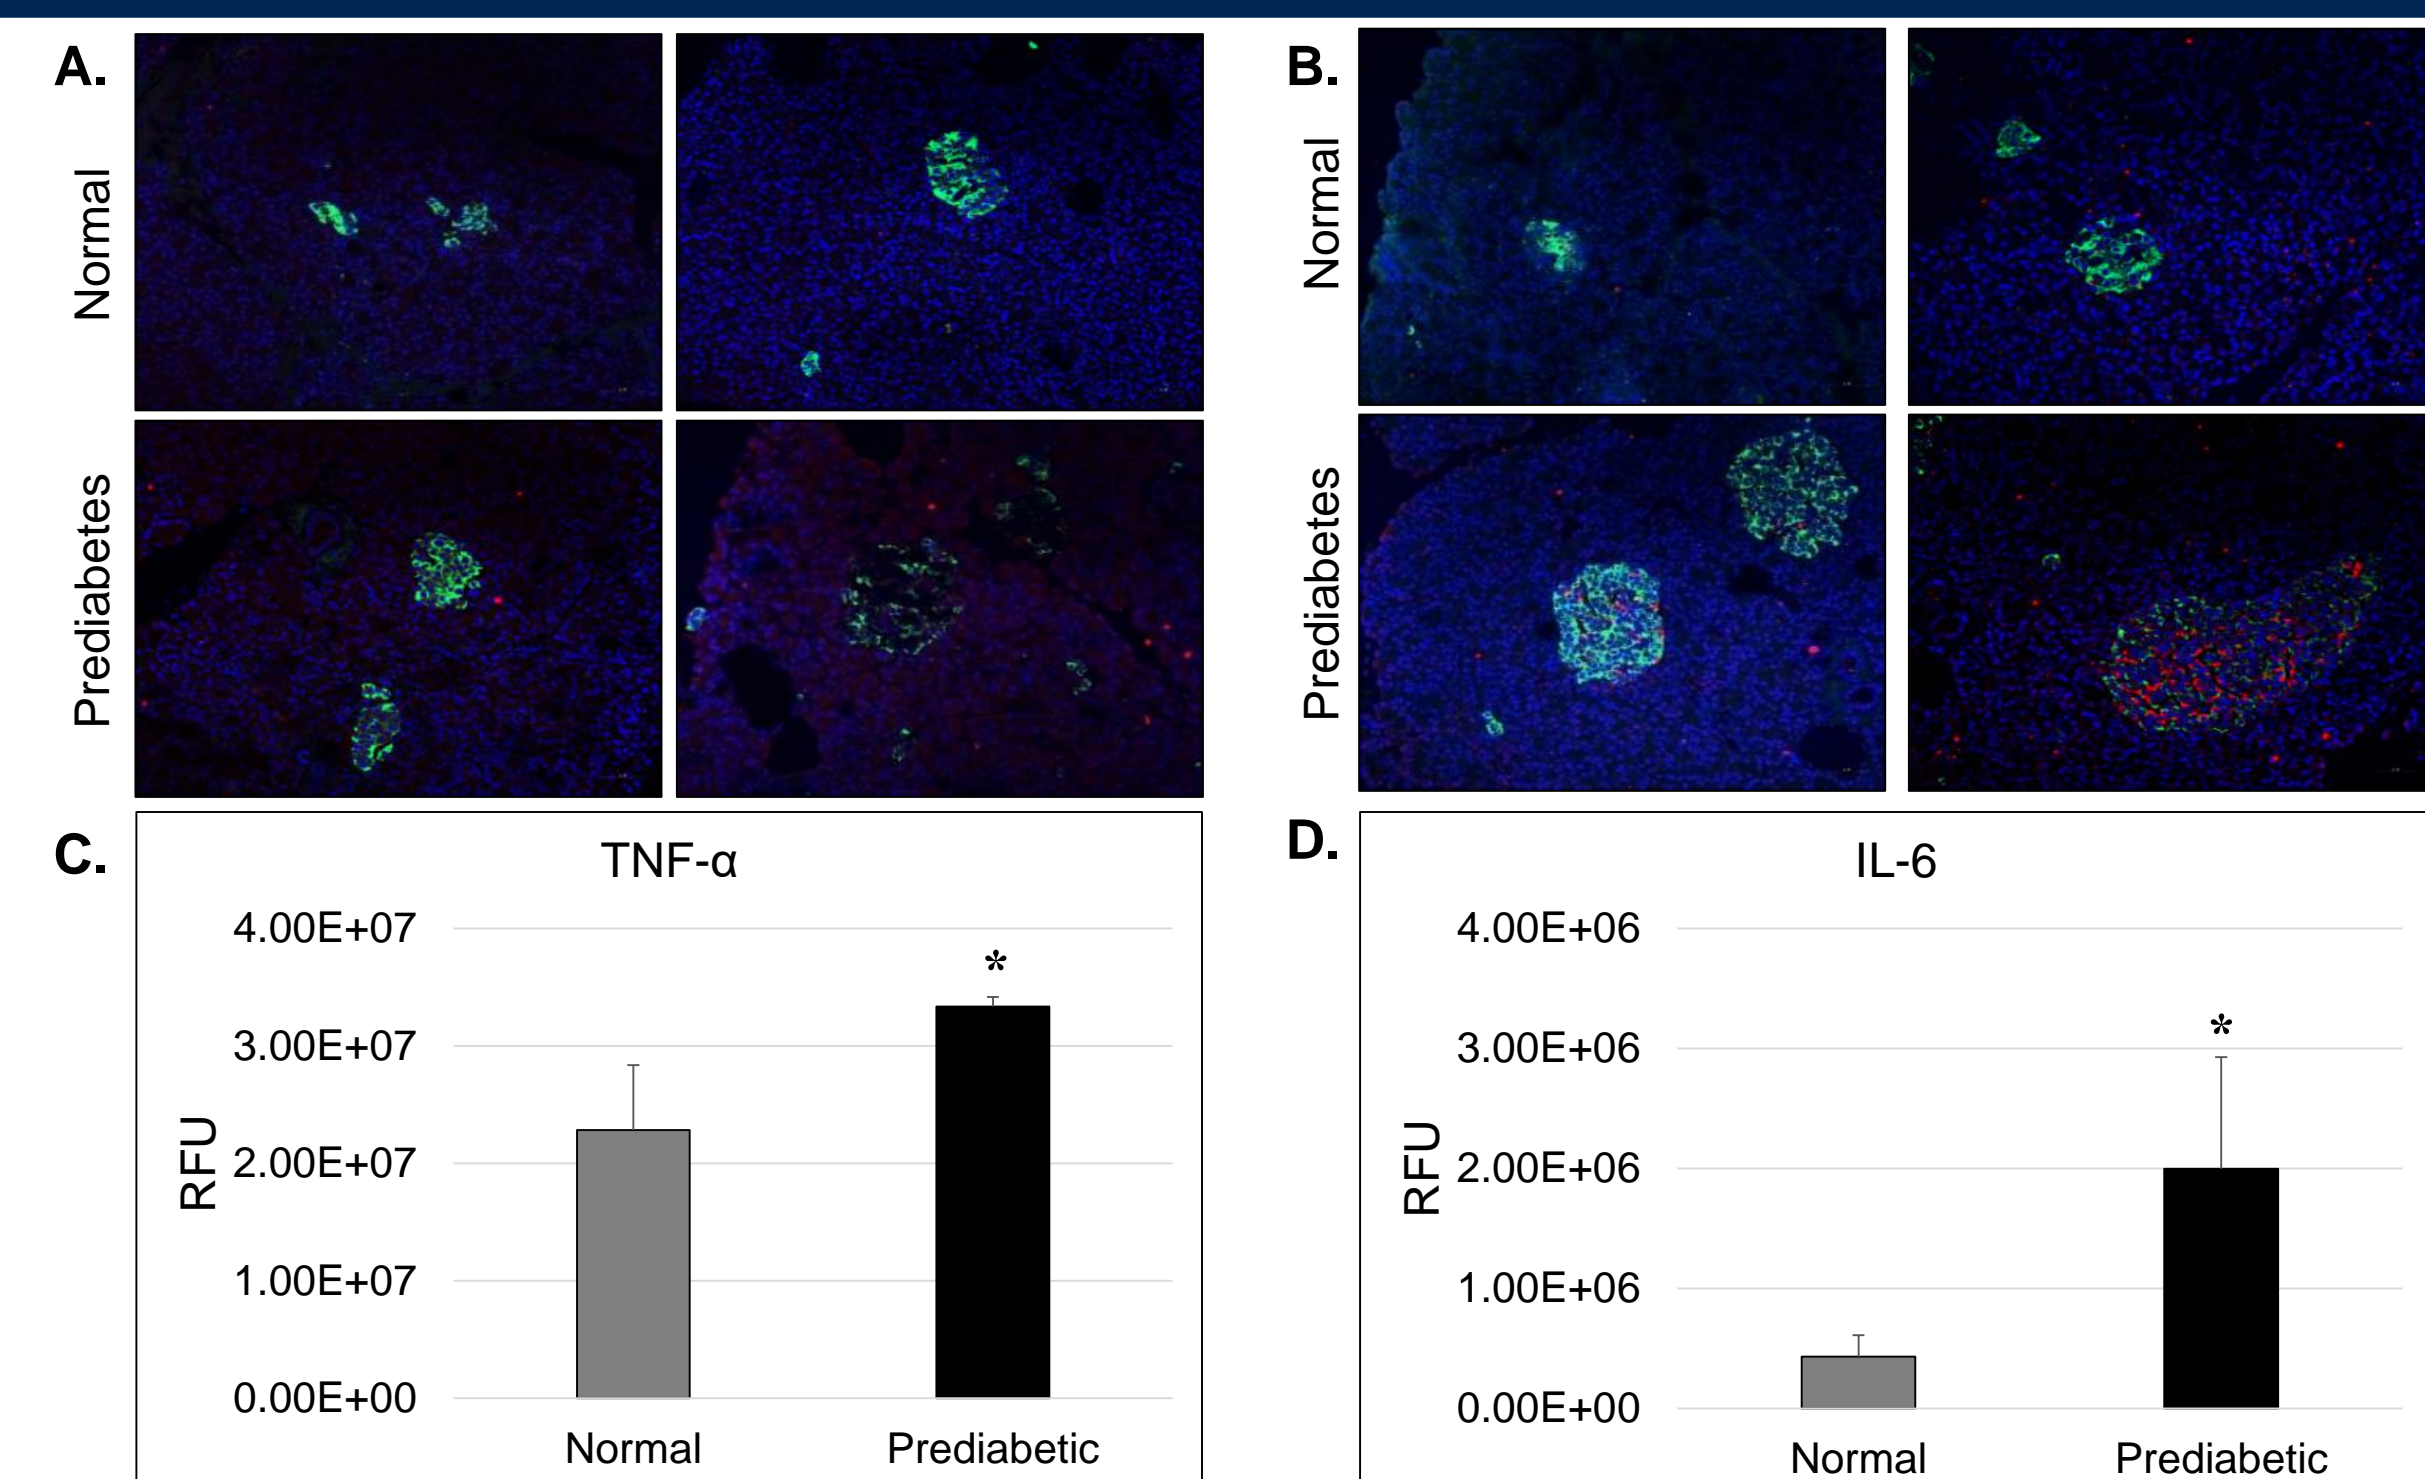 A.
B.
Normal
Normal
Prediabetes
Prediabetes
C.
TNF-α
4.00E+07
3.00E+07
2.00E+07
1.00E+07
0.00E+00
RFU
*
Normal
Prediabetic
D.
IL-6
4.00E+06
3.00E+06
2.00E+06
1.00E+06
0.00E+00
RFU
*
Normal
Prediabetic